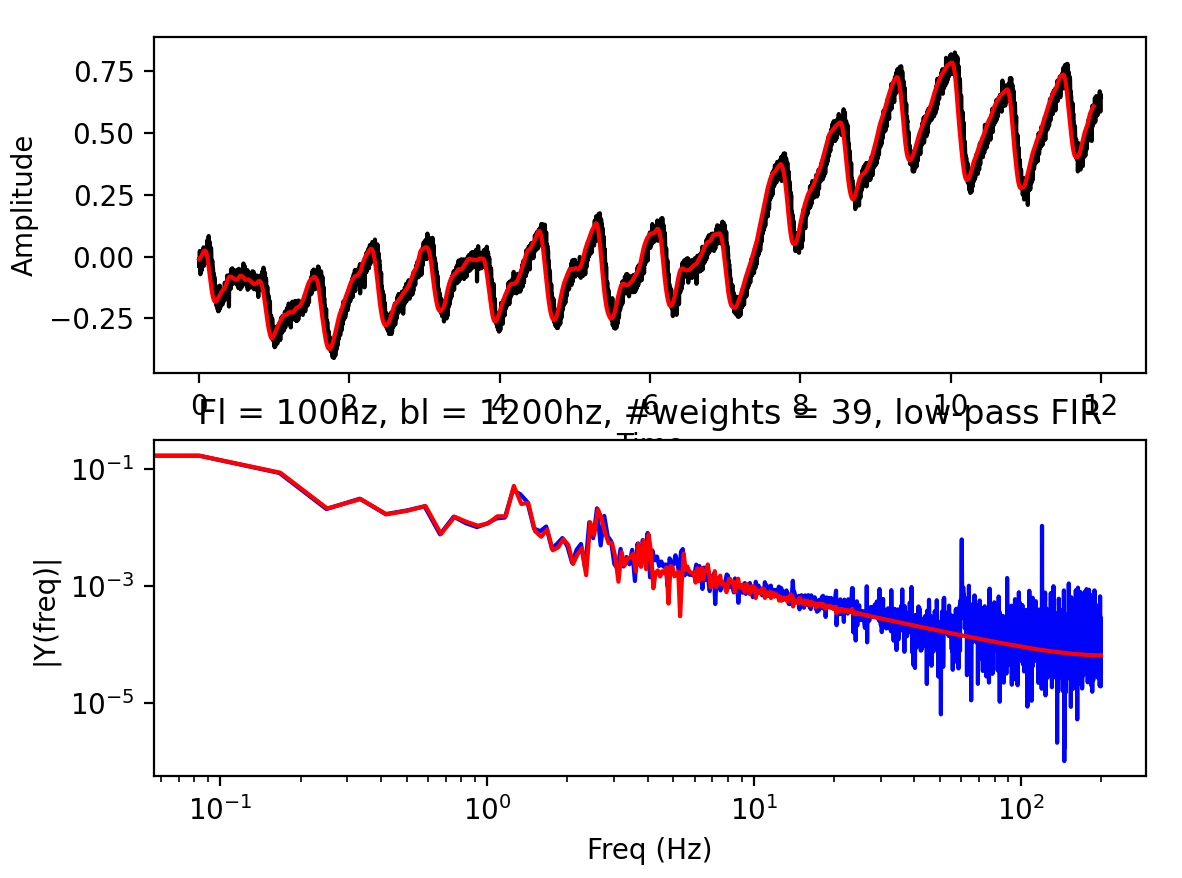 Amplitude
0.75
0.50
0.25
0.00
−0.25
0 2 4 6 8 10 12
Time
Fl = 100hz, bl = 1200hz, #weights = 39, low-pass FIR
|Y(freq)|
10⁻¹
10⁻³
10⁻⁵
10⁻¹ 10⁰ 10¹ 10²
Freq (Hz)